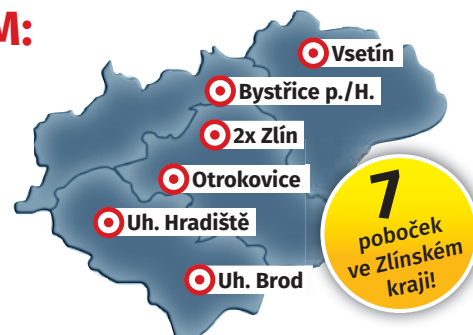 M:
Vsetín
Bystřice p./H.
2x Zlín
Otrokovice
Uh. Hradiště
Uh. Brod
7
poboček
ve Zlínském
kraji!